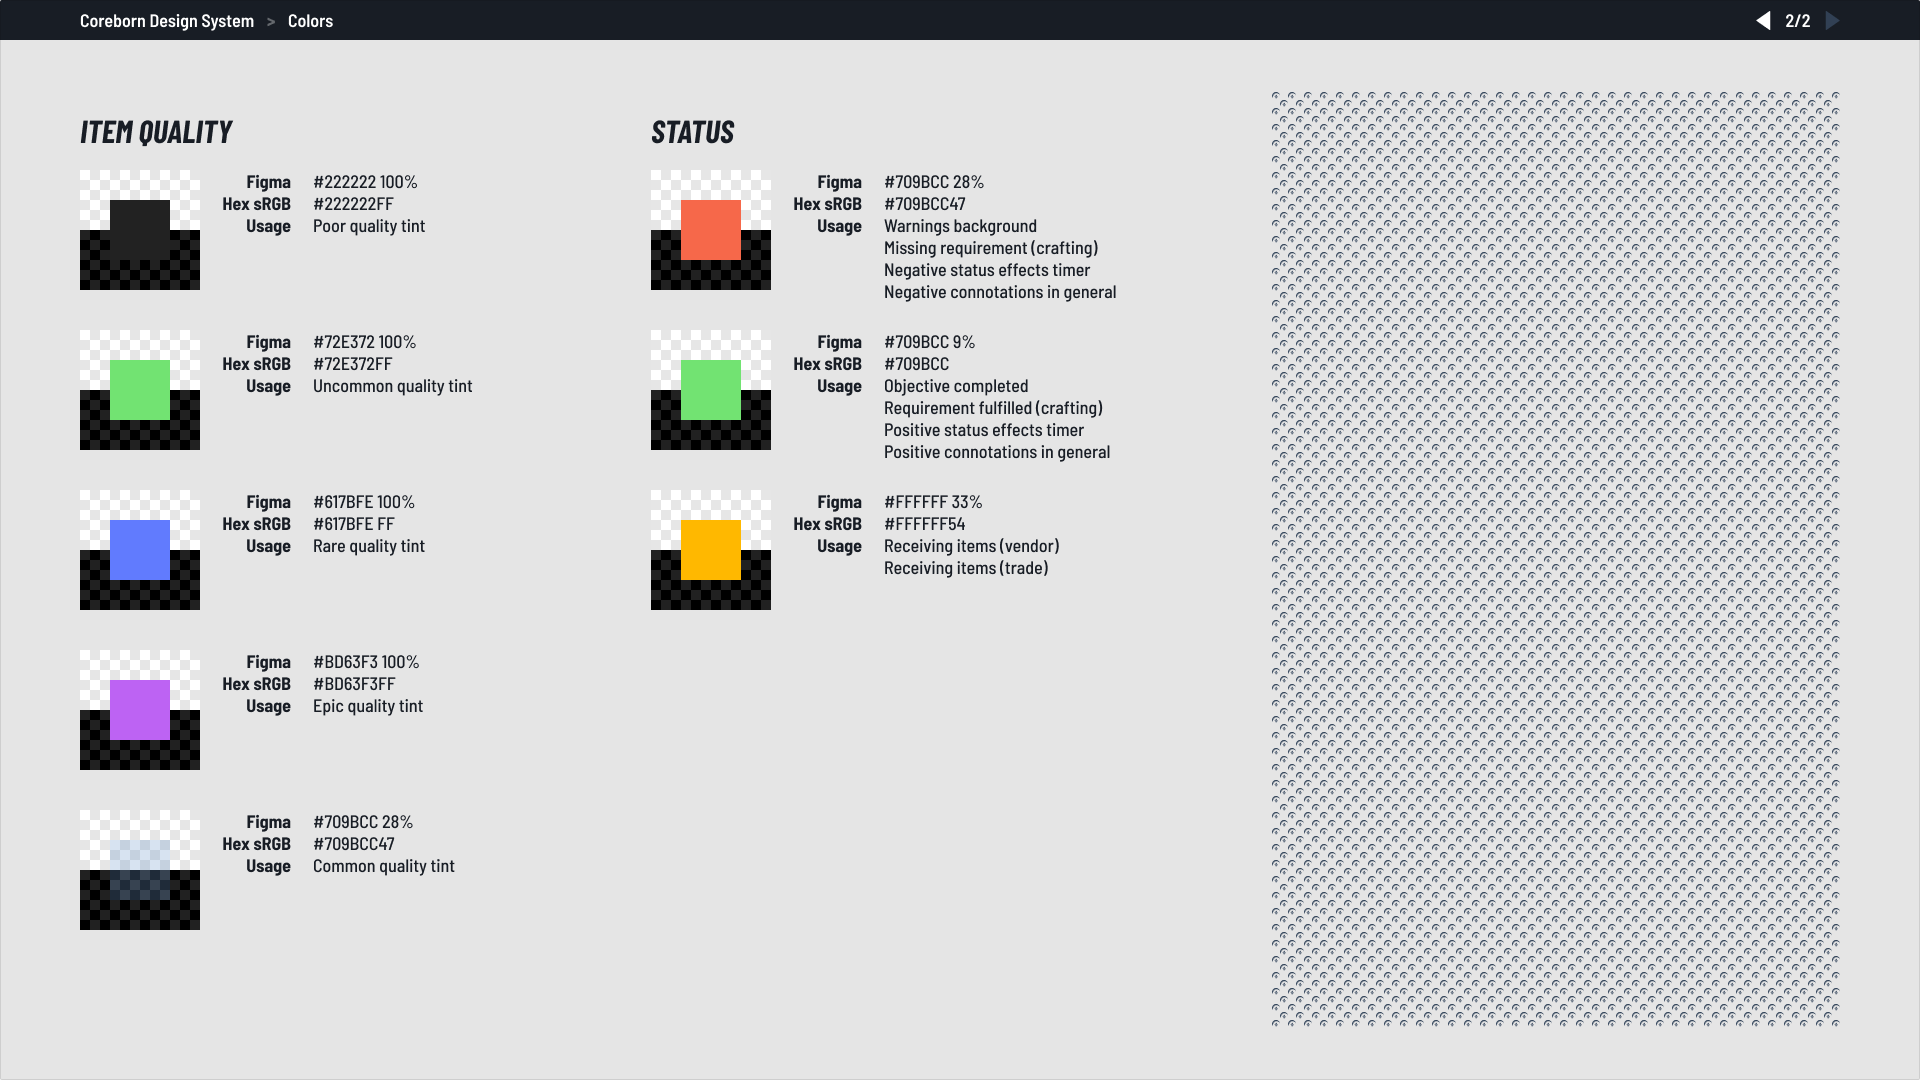 Coreborn Design System > Colors
2/2
ITEM QUALITY
Figma #222222 100%
Hex sRGB #222222FF
Usage Poor quality tint
Figma #72E372 100%
Hex sRGB #72E372FF
Usage Uncommon quality tint
Figma #617BFE 100%
Hex sRGB #617BFE FF
Usage Rare quality tint
Figma #BD63F3 100%
Hex sRGB #BD63F3FF
Usage Epic quality tint
Figma #709BCC 28%
Hex sRGB #709BCC47
Usage Common quality tint
STATUS
Figma #709BCC 28%
Hex sRGB #709BCC47
Usage Warnings background
Missing requirement (crafting)
Negative status effects timer
Negative connotations in general
Figma #709BCC 9%
Hex sRGB #709BCC
Usage Objective completed
Requirement fulfilled (crafting)
Positive status effects timer
Positive connotations in general
Figma #FFFFFF 33%
Hex sRGB #FFFFFF54
Usage Receiving items (vendor)
Receiving items (trade)